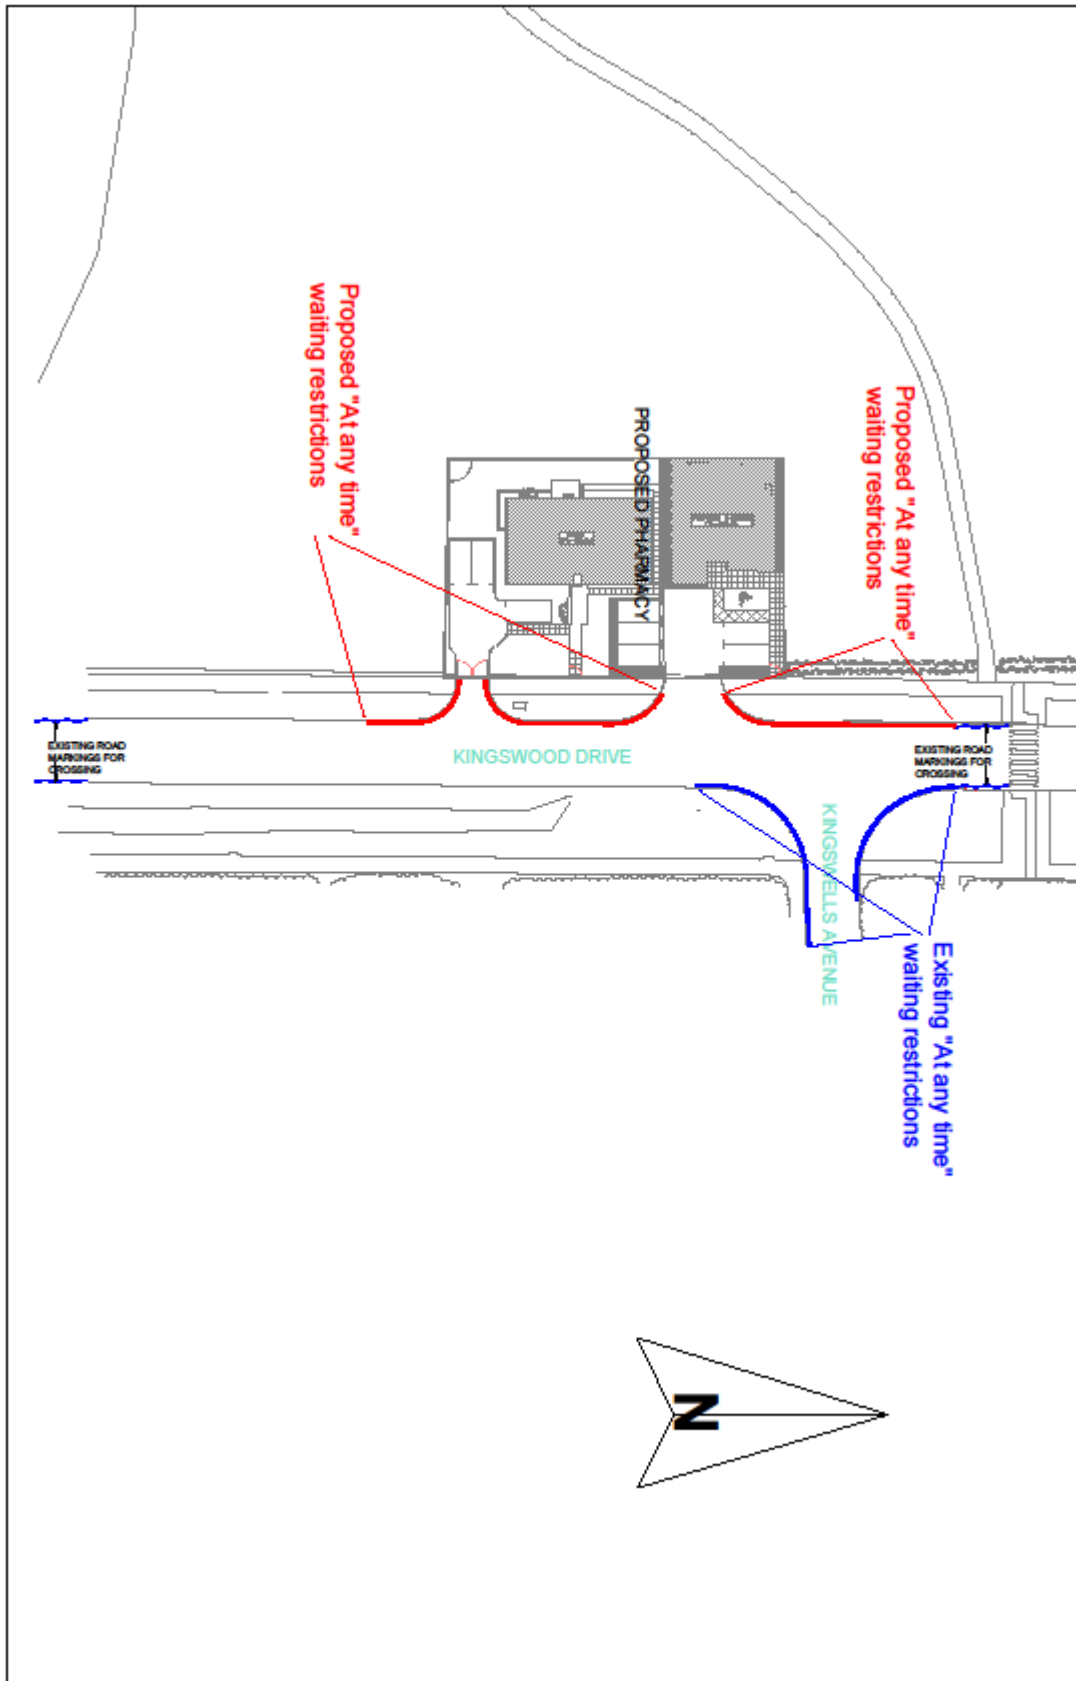 Proposed "At any time"
waiting restrictions
PROPOSED PHARMACY
Proposed "At any time"
waiting restrictions
EXISTING ROAD
MARKINGS FOR
CROSSING
KINGSWOOD DRIVE
EXISTING ROAD
MARKINGS FOR
CROSSING
KINGSWELLS AVENUE
Existing "At any time"
waiting restrictions
N